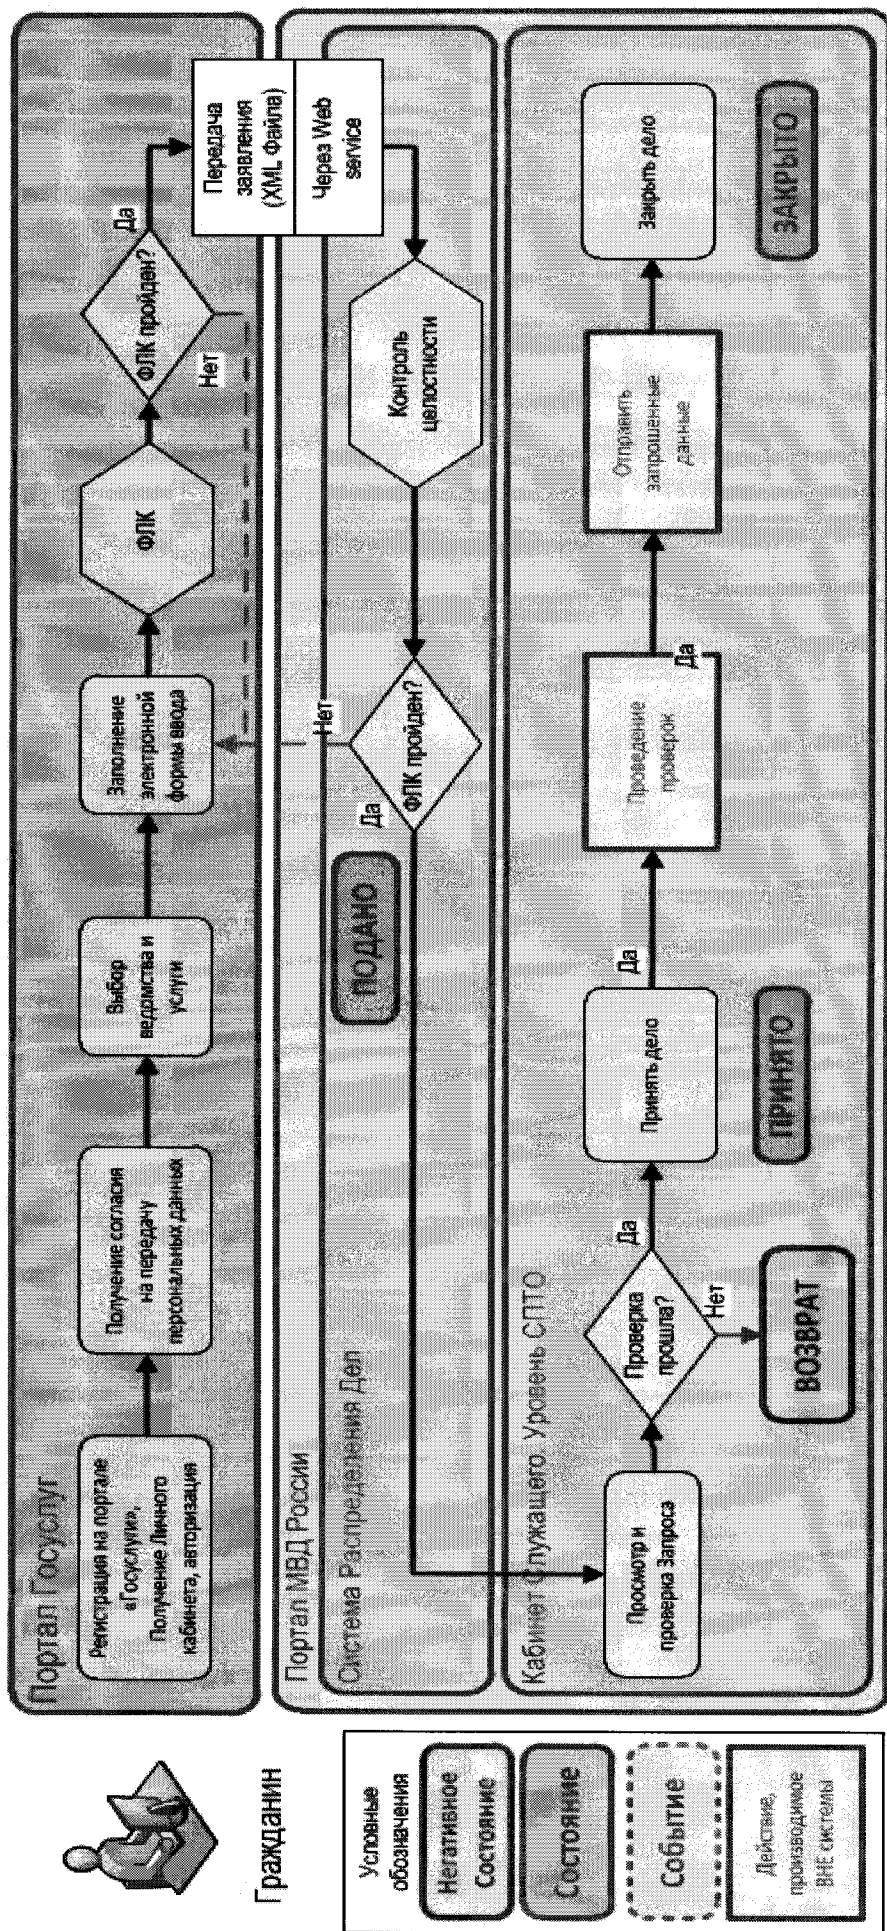 Гражданин
Условные
обозначения
Негативное
Состояние
Состояние
Событие
Действие,
производимое
ВНЕ системы
Портал Госуслуг
Регистрация на портале
«Госуслуги»,
Получение Личного
кабинета, авторизация
Получение согласия
на передачу
персональных данных
Выбор
ведомства и
услуги
Заполнение
электронной
формы ввода
ФЛК
ФЛК пройден?
Да
Нет
Передача
заявления
(XML Файла)
Через Web
service
Портал МВД России
Система Распределения Дел
ПОДАНО
Да
ФЛК пройден?
Нет
Контроль
целостности
Кабинет Служащего. Уровень СПТО
Просмотр и
проверка Запроса
Проверка
прошла?
Да
Нет
ВОЗВРАТ
Принять дело
ПРИНЯТО
Да
Проведение
проверок
Да
Отправить
запрошенные
данные
Закрыть дело
ЗАКРЫТО